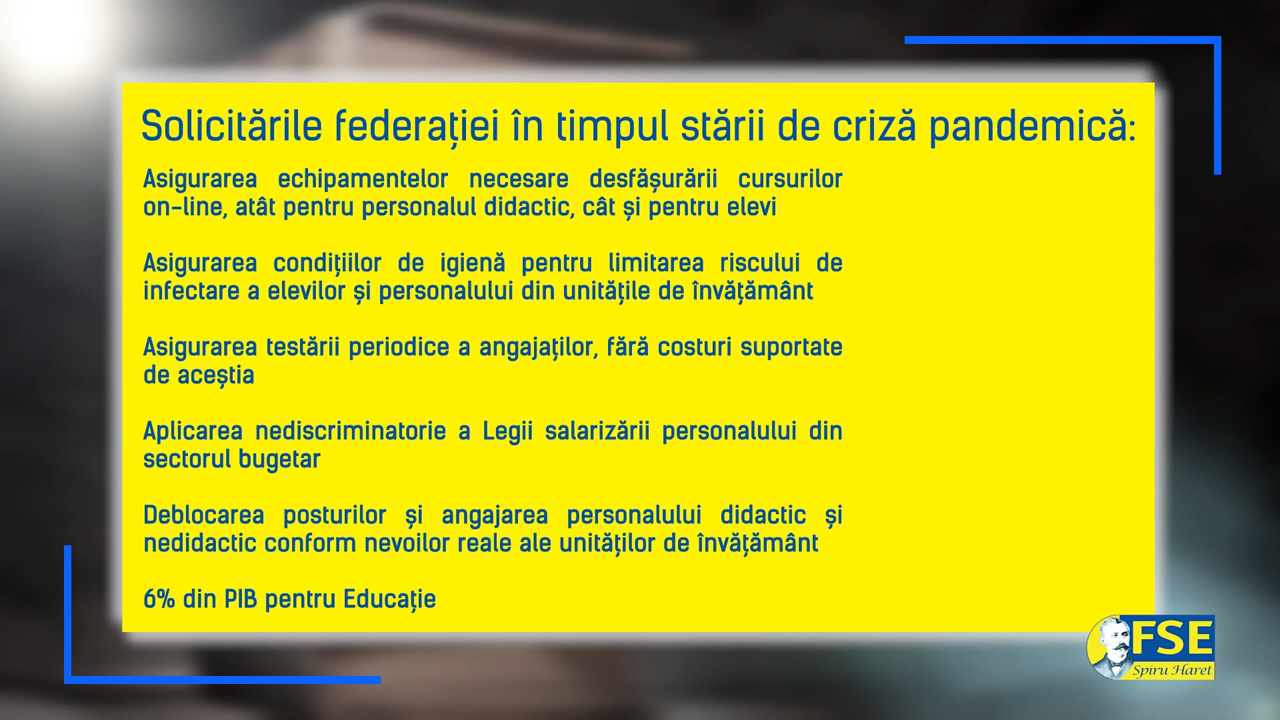 Solicitările federației în timpul stării de criză pandemică:
Asigurarea echipamentelor necesare desfășurării cursurilor
on-line, atât pentru personalul didactic, cât și pentru elevi
Asigurarea condițiilor de igienă pentru limitarea riscului de
infectare a elevilor și personalului din unitățile de învățământ
Asigurarea testării periodice a angajaților, fără costuri suportate
de aceștia
Aplicarea nediscriminatorie a Legii salarizării personalului din
sectorul bugetar
Deblocarea posturilor și angajarea personalului didactic și
nedidactic conform nevoilor reale ale unităților de învățământ
6% din PIB pentru Educație
FSE
Spiru Haret